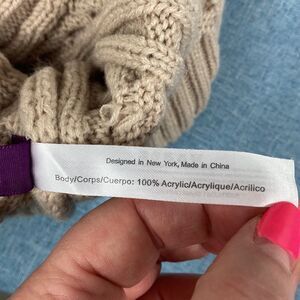 Designed in New York, Made in China
Body/Corps/Cuerpo: 100% Acrylic/Acrylique/Acrilico